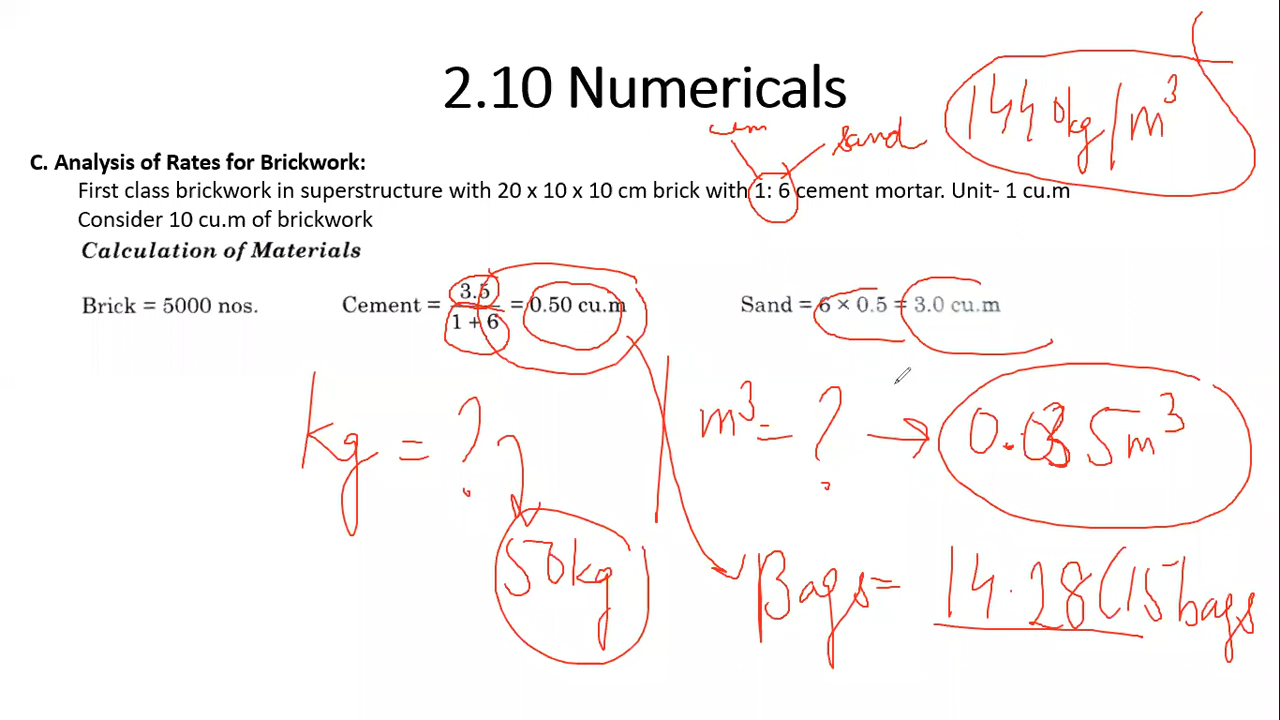 2.10 Numericals
1440kg/m³
cem
sand
C. Analysis of Rates for Brickwork:
First class brickwork in superstructure with 20 x 10 x 10 cm brick with 1: 6 cement mortar. Unit- 1 cu.m
Consider 10 cu.m of brickwork
Calculation of Materials
Brick = 5000 nos. Cement = 3.5 / 1 + 6 = 0.50 cu.m Sand = 6 × 0.5 = 3.0 cu.m
kg = ? m³ = ? → 0.035m³
50kg
Bags = 14.28 (15 bags